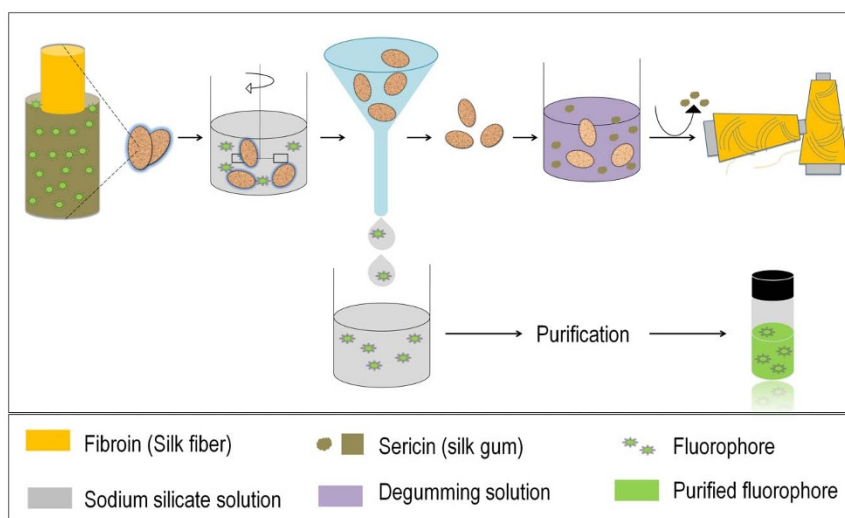 Purification
Fibroin (Silk fiber)
Sericin (silk gum)
Fluorophore
Sodium silicate solution
Degumming solution
Purified fluorophore